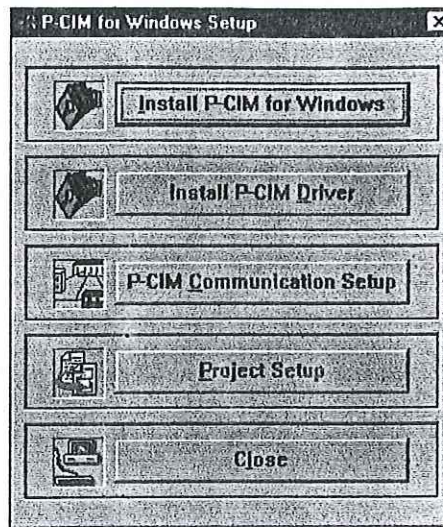 P-CIM for Windows Setup
Install P-CIM for Windows
Install P-CIM Driver
P-CIM Communication Setup
Project Setup
Close